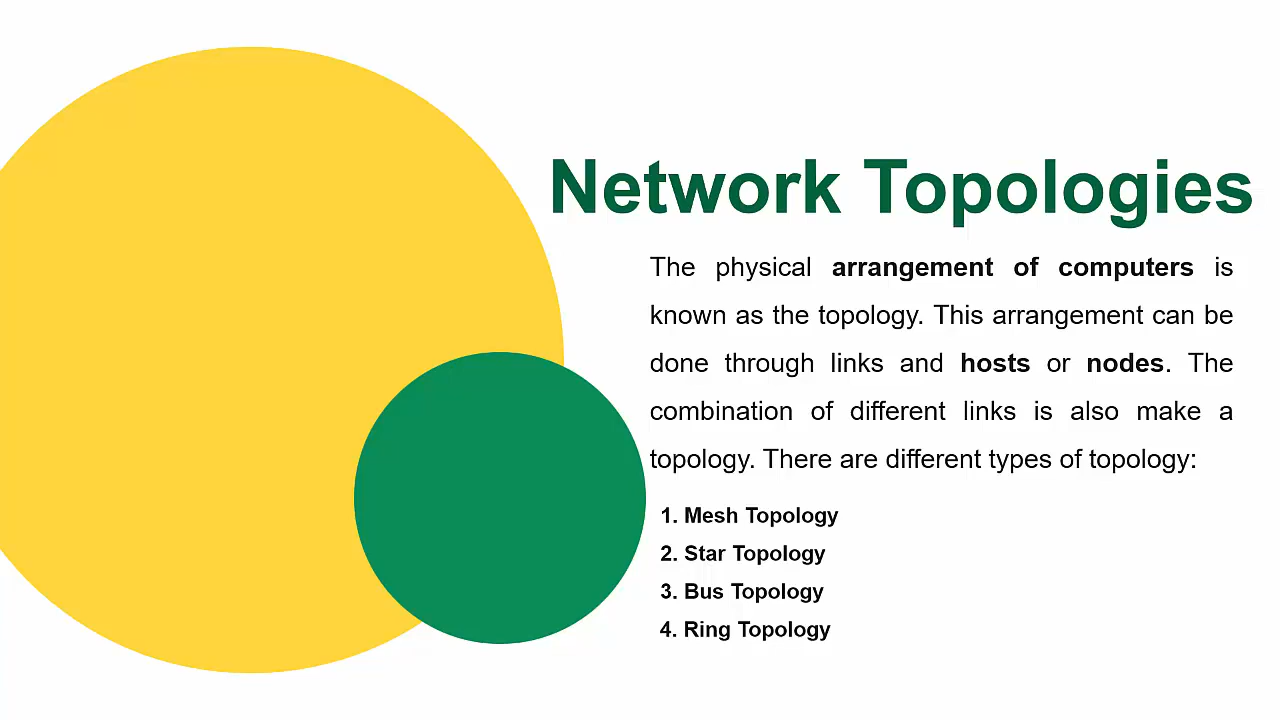 Network Topologies
The physical arrangement of computers is
known as the topology. This arrangement can be
done through links and hosts or nodes. The
combination of different links is also make a
topology. There are different types of topology:
1. Mesh Topology
2. Star Topology
3. Bus Topology
4. Ring Topology